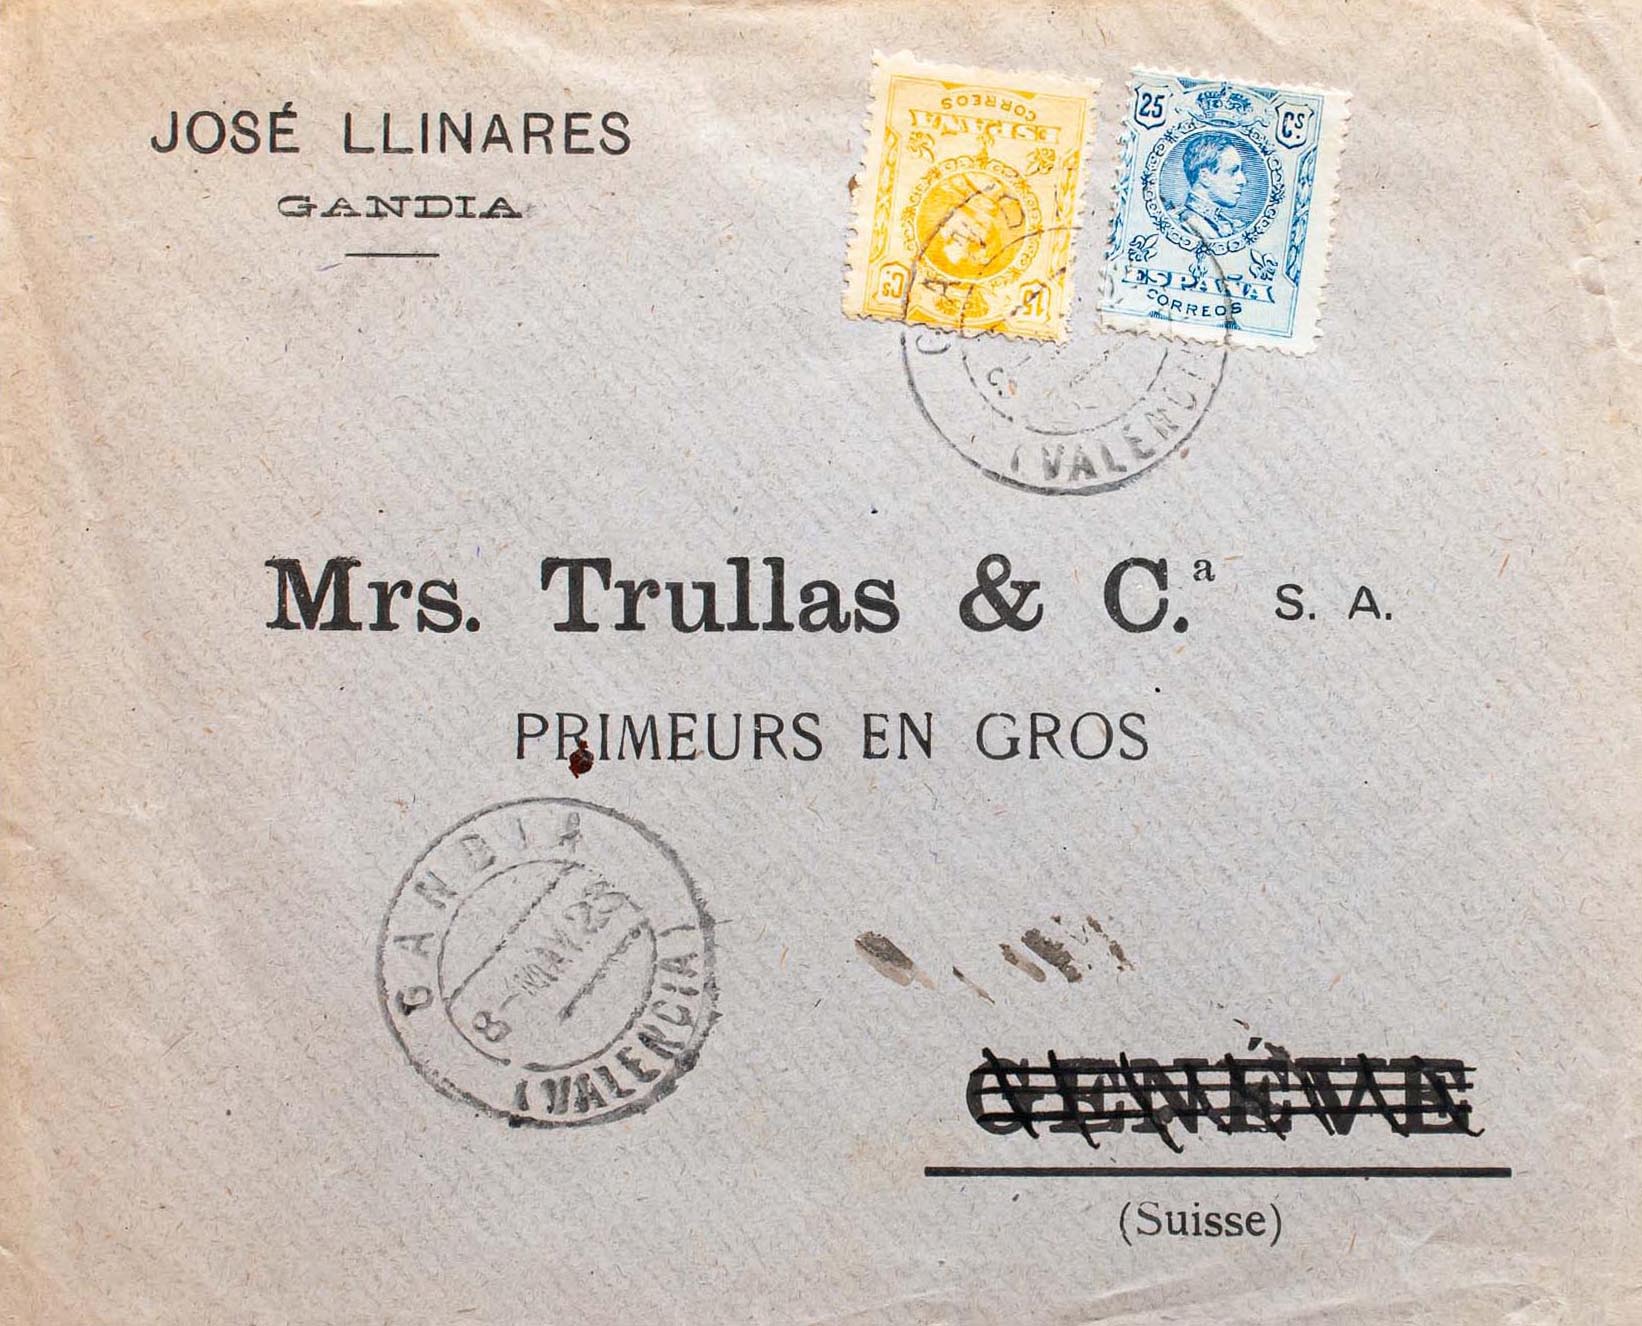 JOSÉ LLINARES
GANDIA
CORREOS
ESPAÑA
15 Cs
25 Cs
ESPAÑA
CORREOS
(VALENCIA
Mrs. Trullas & C.ª S. A.
PRIMEURS EN GROS
GANDIA
8-MAY.23
(VALENCIA)
GENÉVE
(Suisse)